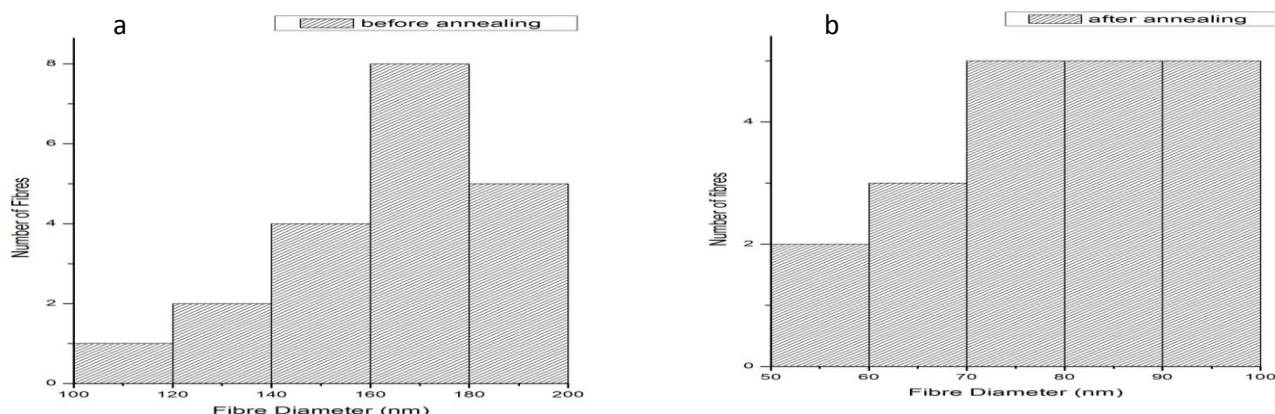 a
before annealing
8
6
4
2
0
Number of Fibres
100 120 140 160 180 200
Fibre Diameter (nm)
b
after annealing
4
2
0
Number of fibres
50 60 70 80 90 100
Fibre Diameter (nm)